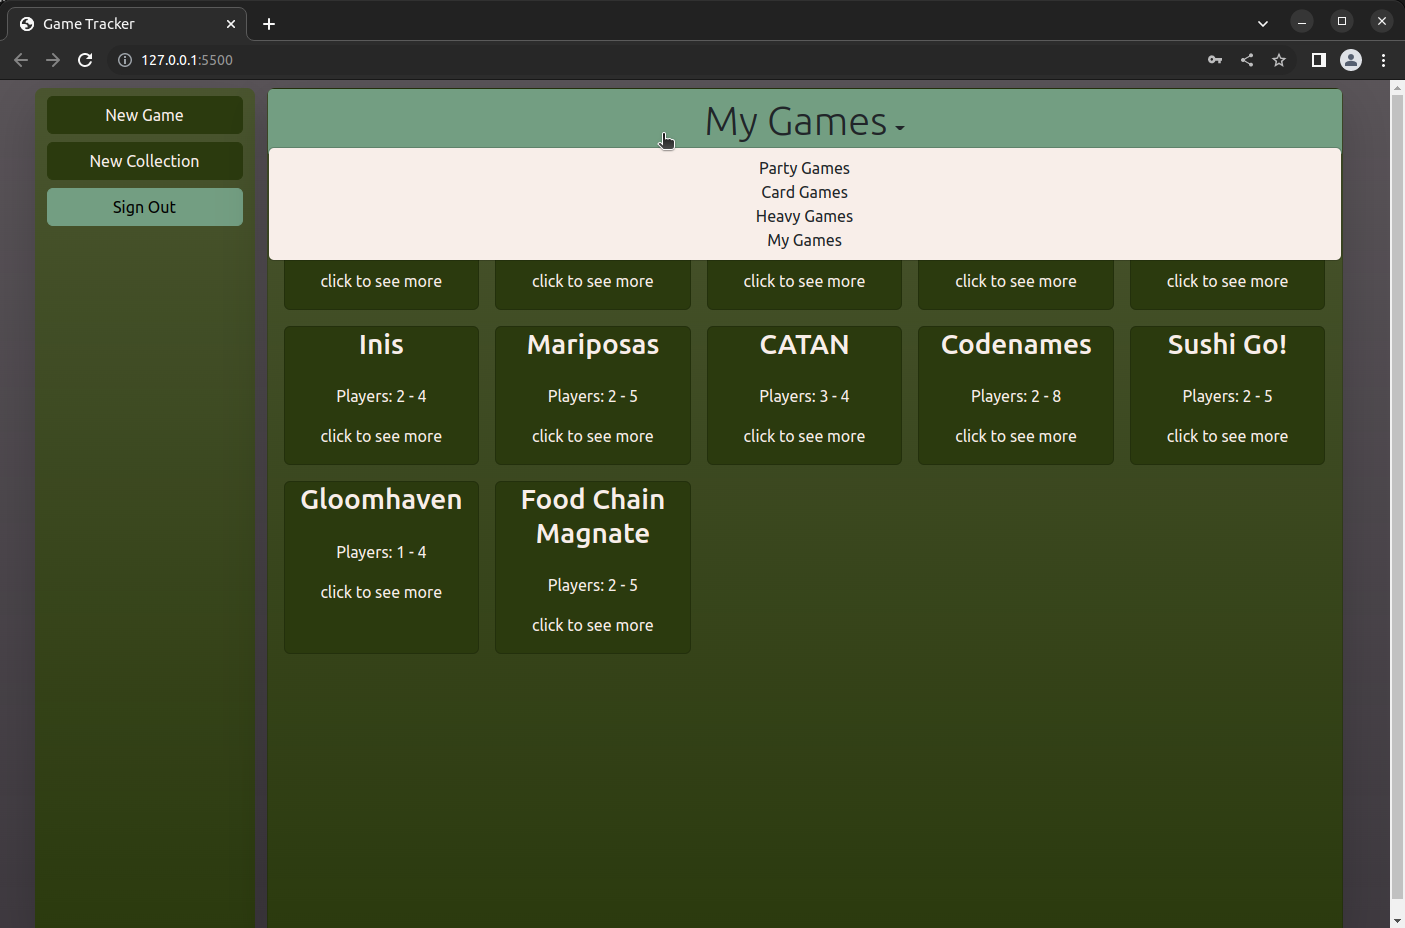 Game Tracker
127.0.0.1:5500
New Game
New Collection
Sign Out
My Games
Party Games
Card Games
Heavy Games
My Games
click to see more click to see more click to see more click to see more click to see more
Inis Mariposas CATAN Codenames Sushi Go!
Players: 2 - 4 Players: 2 - 5 Players: 3 - 4 Players: 2 - 8 Players: 2 - 5
click to see more click to see more click to see more click to see more click to see more
Gloomhaven
Players: 1 - 4
click to see more
Food Chain
Magnate
Players: 2 - 5
click to see more